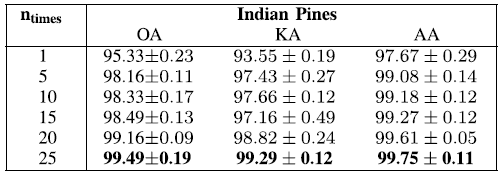 n_times Indian Pines
OA KA AA
1 95.33±0.23 93.55 ± 0.19 97.67 ± 0.29
5 98.16±0.11 97.43 ± 0.27 99.08 ± 0.14
10 98.33±0.17 97.66 ± 0.12 99.18 ± 0.12
15 98.49±0.13 97.16 ± 0.49 99.27 ± 0.12
20 99.16±0.09 98.82 ± 0.24 99.61 ± 0.05
25 99.49±0.19 99.29 ± 0.12 99.75 ± 0.11